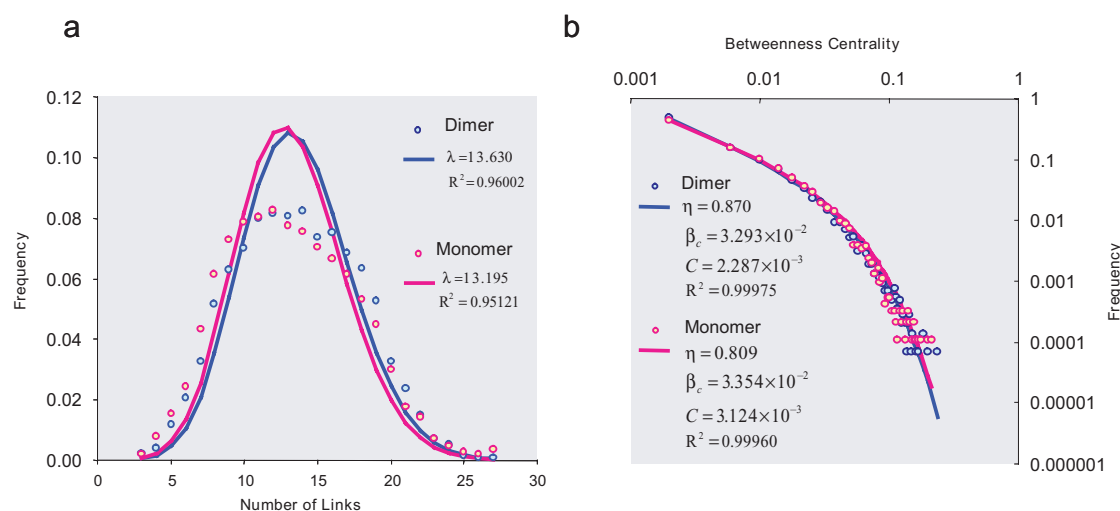 a
0.12
0.10
0.08
0.06
0.04
0.02
0.00
0
5
10
15
20
25
30
Frequency
Number of Links
Dimer
λ=13.630
R²=0.96002
Monomer
λ=13.195
R²=0.95121
b
Betweenness Centrality
0.001
0.01
0.1
1
1
0.1
0.01
0.001
0.0001
0.00001
0.000001
Frequency
Dimer
η = 0.870
β_c = 3.293×10⁻²
C = 2.287×10⁻³
R² = 0.99975
Monomer
η = 0.809
β_c = 3.354×10⁻²
C = 3.124×10⁻³
R² = 0.99960